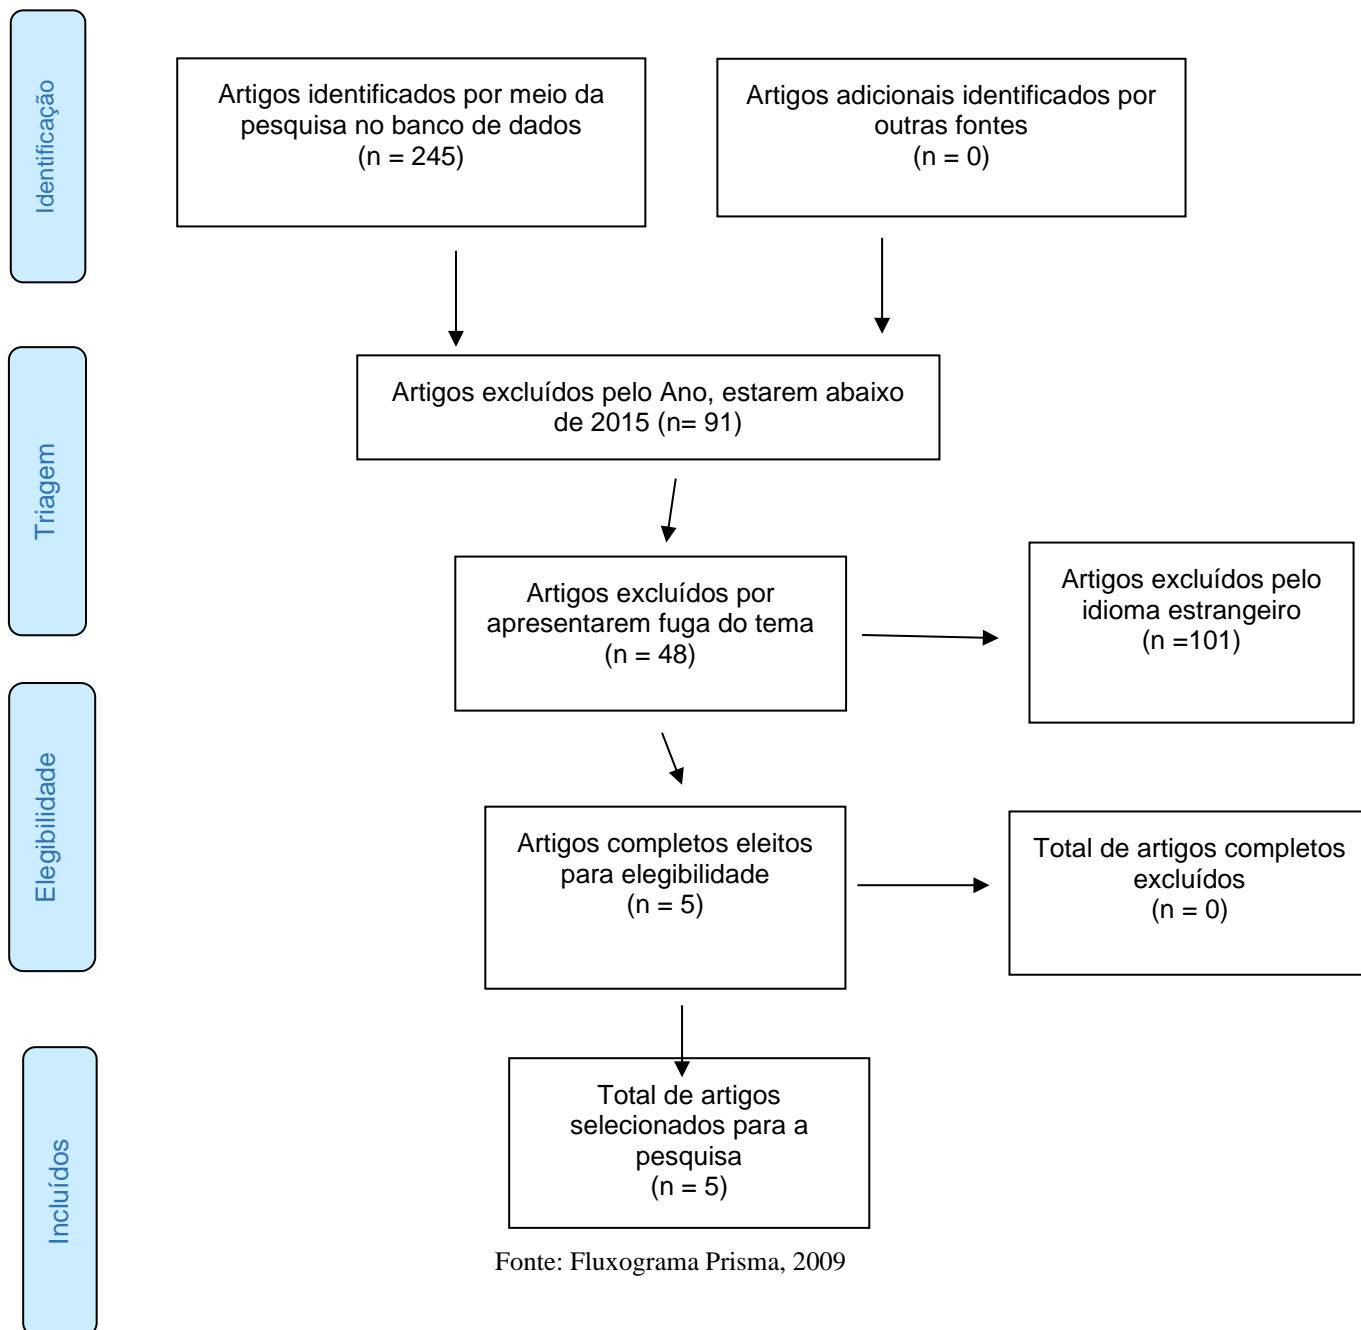 Identificação
Artigos identificados por meio da
pesquisa no banco de dados
(n = 245)
Artigos adicionais identificados por
outras fontes
(n = 0)
Triagem
Artigos excluídos pelo Ano, estarem abaixo
de 2015 (n= 91)
Artigos excluídos por
apresentarem fuga do tema
(n = 48)
Artigos excluídos pelo
idioma estrangeiro
(n =101)
Elegibilidade
Artigos completos eleitos
para elegibilidade
(n = 5)
Total de artigos completos
excluídos
(n = 0)
Incluídos
Total de artigos
selecionados para a
pesquisa
(n = 5)
Fonte: Fluxograma Prisma, 2009